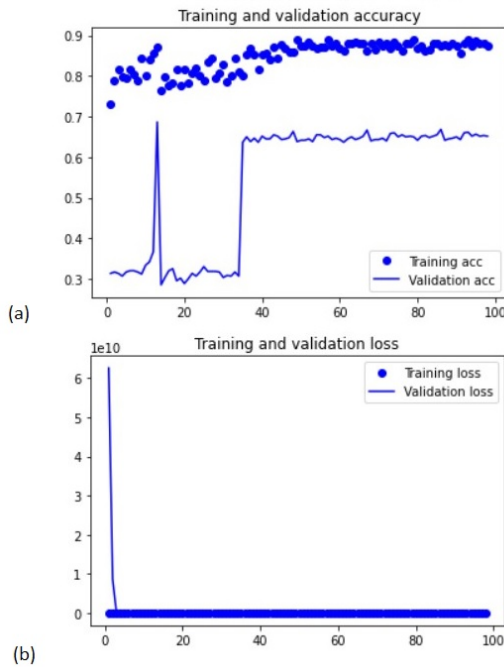 Training and validation accuracy
0.9
0.8
0.7
0.6
0.5
0.4
0.3
Training acc
Validation acc
0 20 40 60 80 100
(a)
1e10 Training and validation loss
6
5
4
3
2
1
0
Training loss
Validation loss
0 20 40 60 80 100
(b)